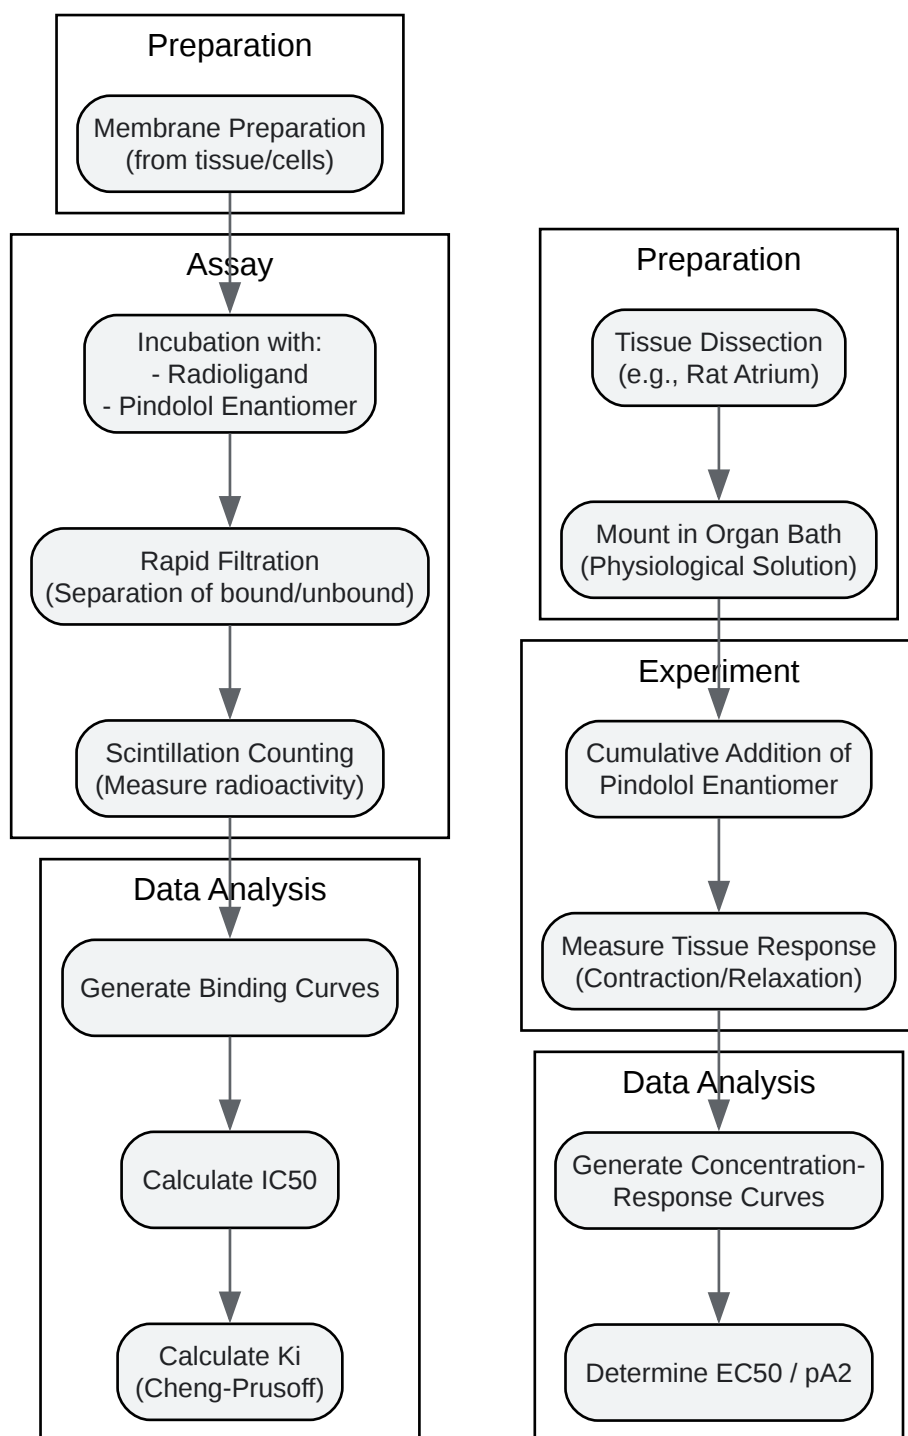 Preparation
Membrane Preparation
(from tissue/cells)
Assay
Incubation with:
- Radioligand
- Pindolol Enantiomer
Rapid Filtration
(Separation of bound/unbound)
Scintillation Counting
(Measure radioactivity)
Data Analysis
Generate Binding Curves
Calculate IC50
Calculate Ki
(Cheng-Prusoff)
Preparation
Tissue Dissection
(e.g., Rat Atrium)
Mount in Organ Bath
(Physiological Solution)
Experiment
Cumulative Addition of
Pindolol Enantiomer
Measure Tissue Response
(Contraction/Relaxation)
Data Analysis
Generate Concentration-
Response Curves
Determine EC50 / pA2